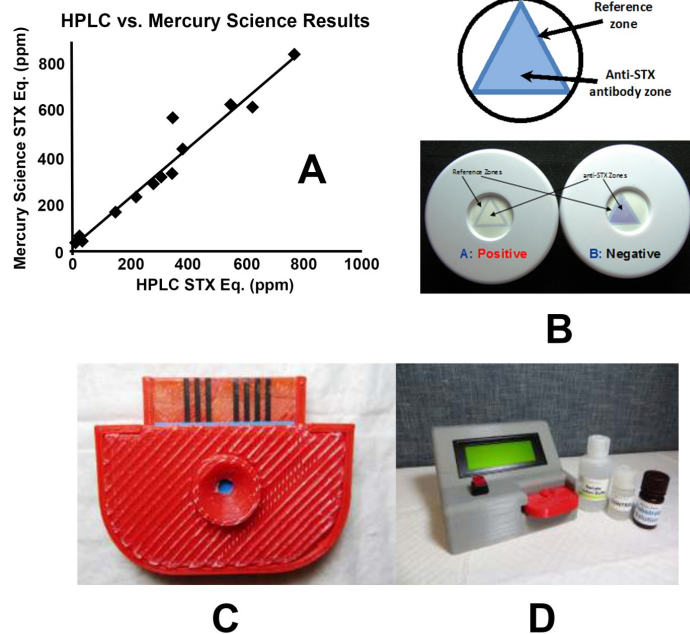 HPLC vs. Mercury Science Results
Mercury Science STX Eq. (ppm)
800
600
400
200
0
0
200
400
600
800
1000
HPLC STX Eq. (ppm)
A
Reference
zone
Anti-STX
antibody zone
Reference Zones
anti-STX Zones
A: Positive
B: Negative
B
C
D